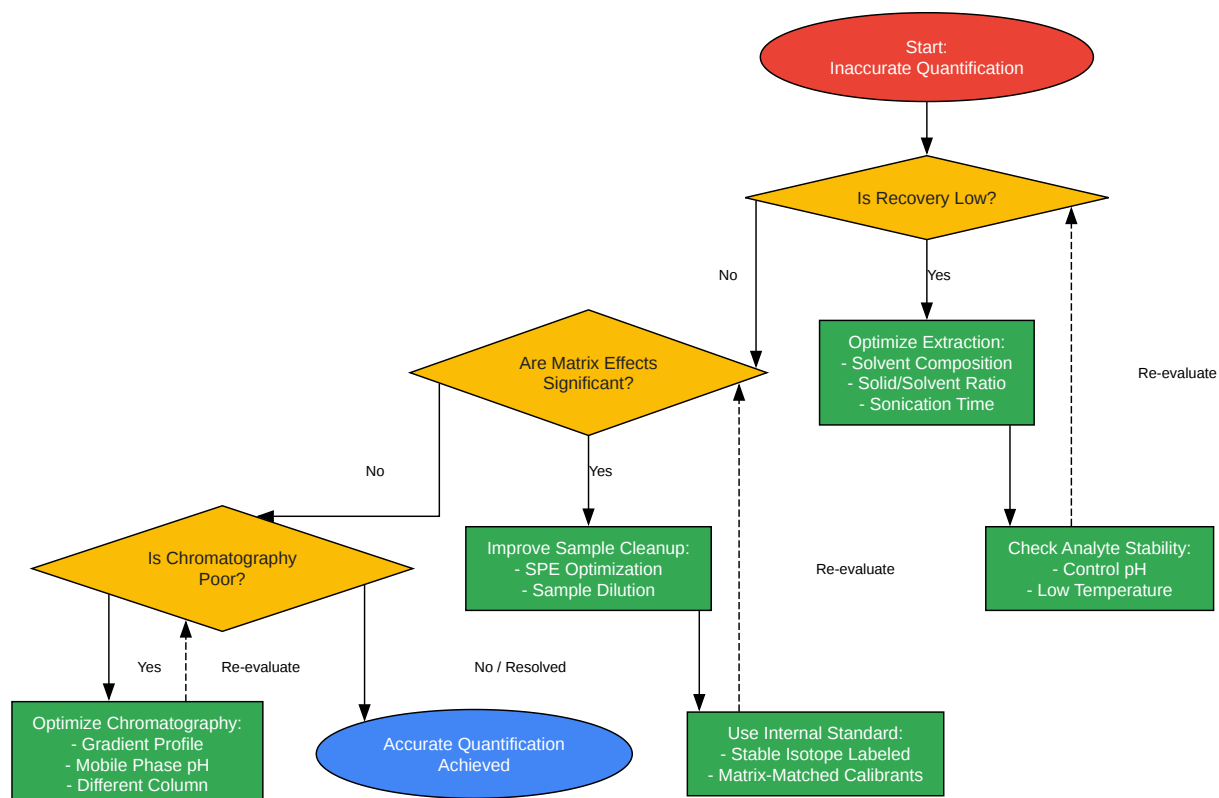 Start:
Inaccurate Quantification
Is Recovery Low?
No
Yes
Are Matrix Effects
Significant?
Optimize Extraction:
- Solvent Composition
- Solid/Solvent Ratio
- Sonication Time
Re-evaluate
No
Yes
Is Chromatography
Poor?
Improve Sample Cleanup:
- SPE Optimization
- Sample Dilution
Re-evaluate
Check Analyte Stability:
- Control pH
- Low Temperature
Yes
Re-evaluate
No / Resolved
Optimize Chromatography:
- Gradient Profile
- Mobile Phase pH
- Different Column
Accurate Quantification
Achieved
Use Internal Standard:
- Stable Isotope Labeled
- Matrix-Matched Calibrants